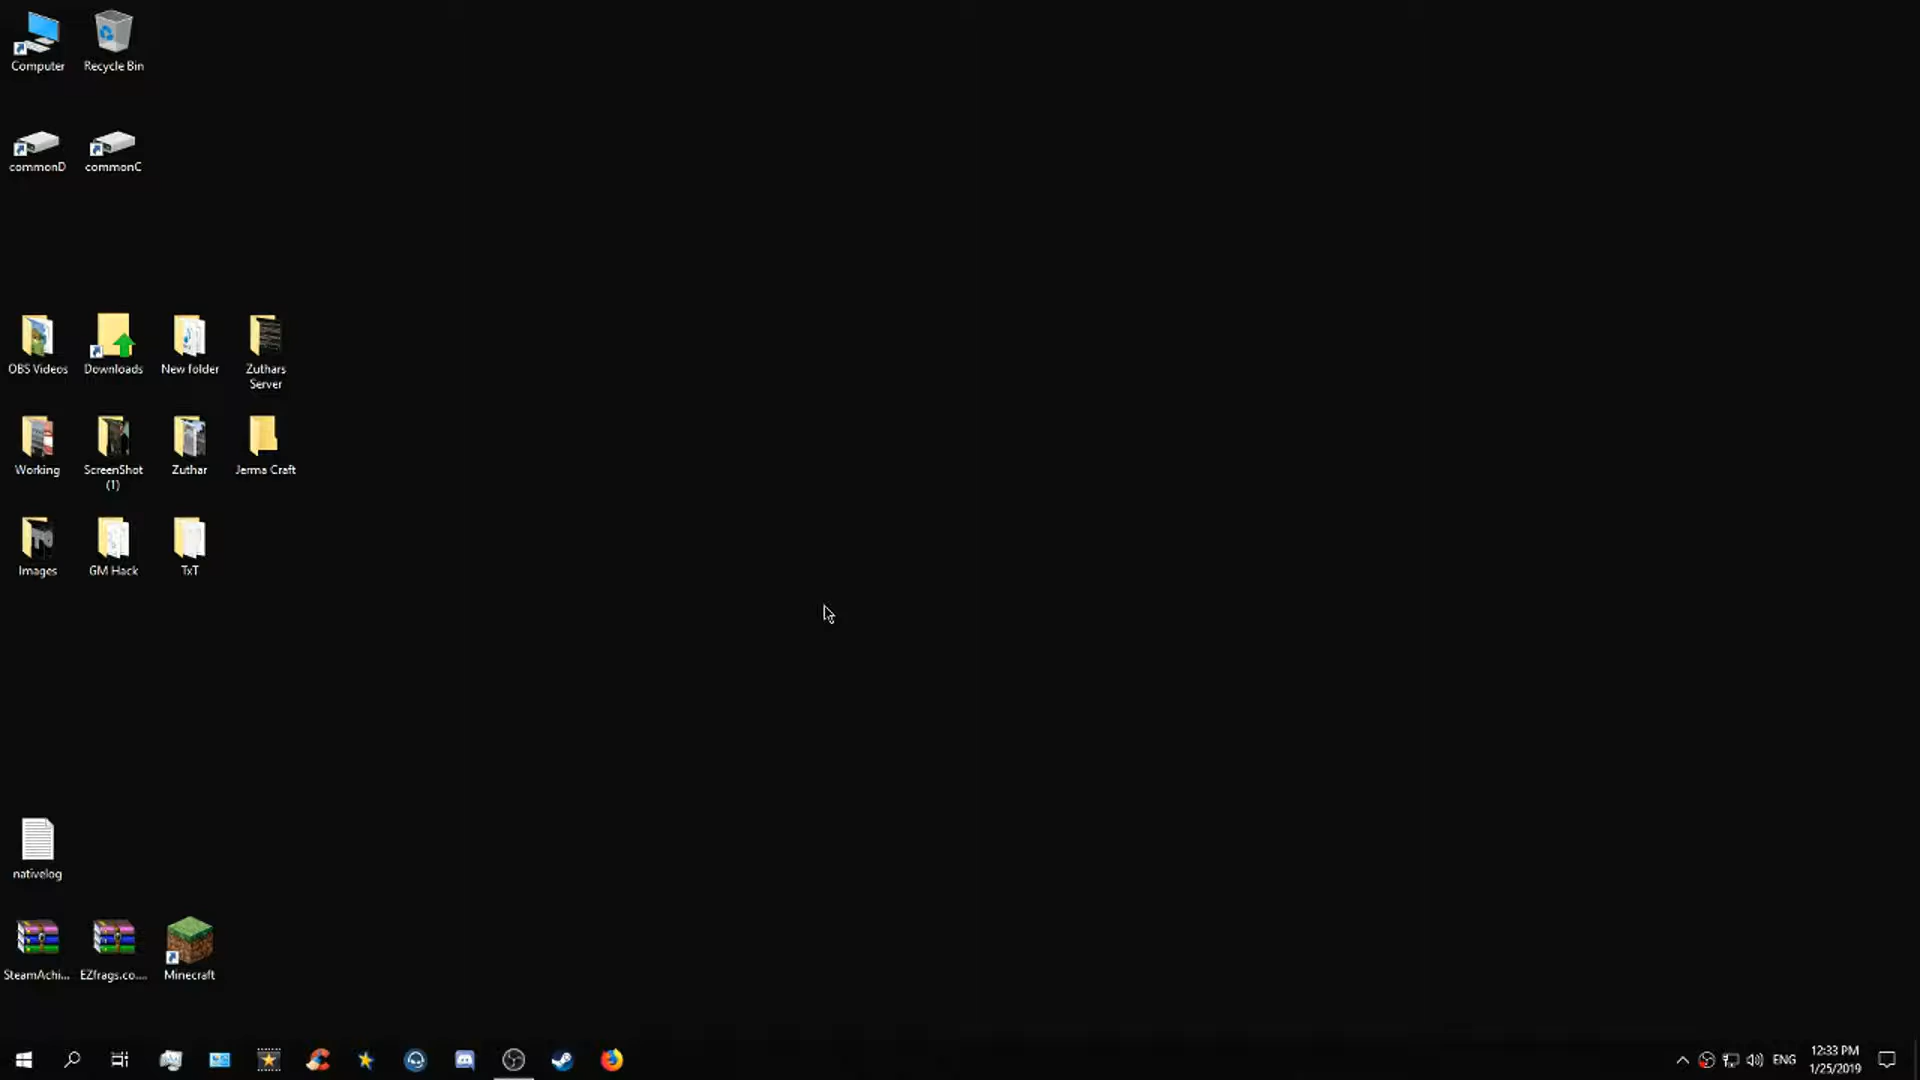 Computer
Recycle Bin
commonD
commonC
OBS Videos
Downloads
New folder
Zuthars
Server
Working
ScreenShot
(1)
Zuthar
Jerma Craft
Images
GM Hack
TxT
nativelog
SteamAchi...
EZfrags.co....
Minecraft
ENG
12:33 PM
1/25/2019